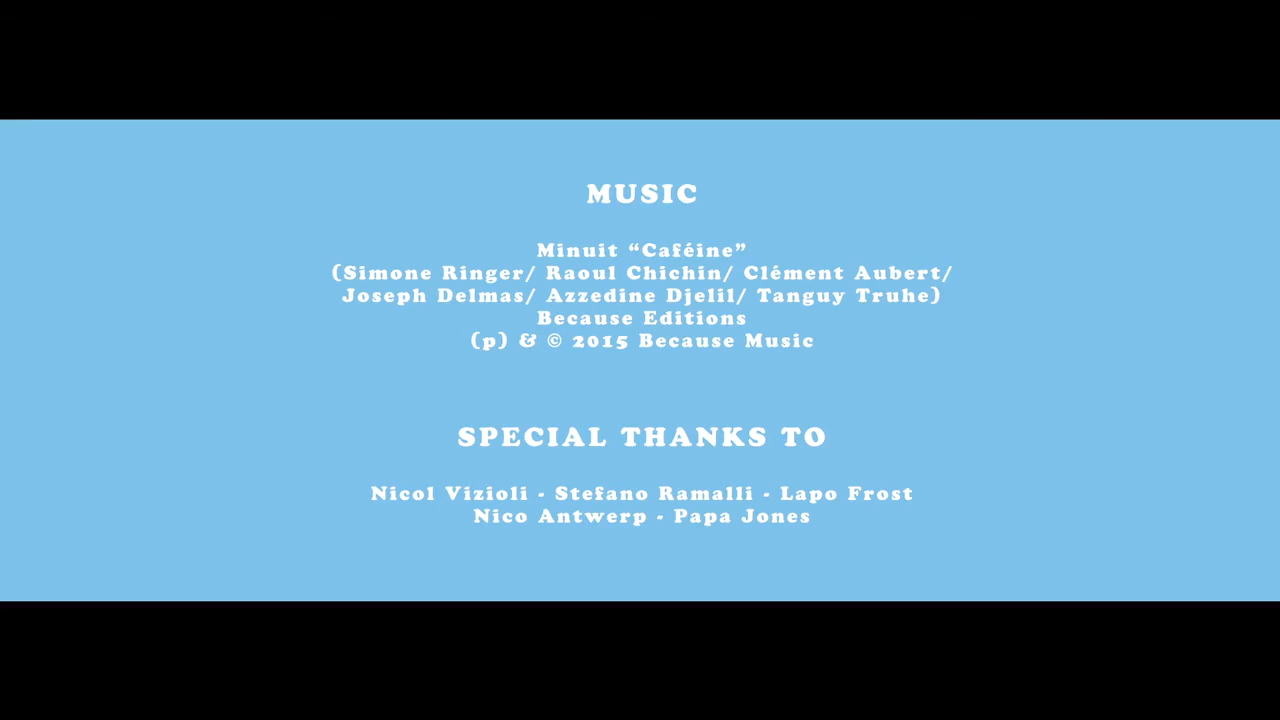 MUSIC
Minuit “Caféine”
(Simone Ringer/ Raoul Chichin/ Clément Aubert/
Joseph Delmas/ Azzedine Djelil/ Tanguy Truhe)
Because Editions
(p) & © 2015 Because Music
SPECIAL THANKS TO
Nicol Vizioli - Stefano Ramalli - Lapo Frost
Nico Antwerp - Papa Jones